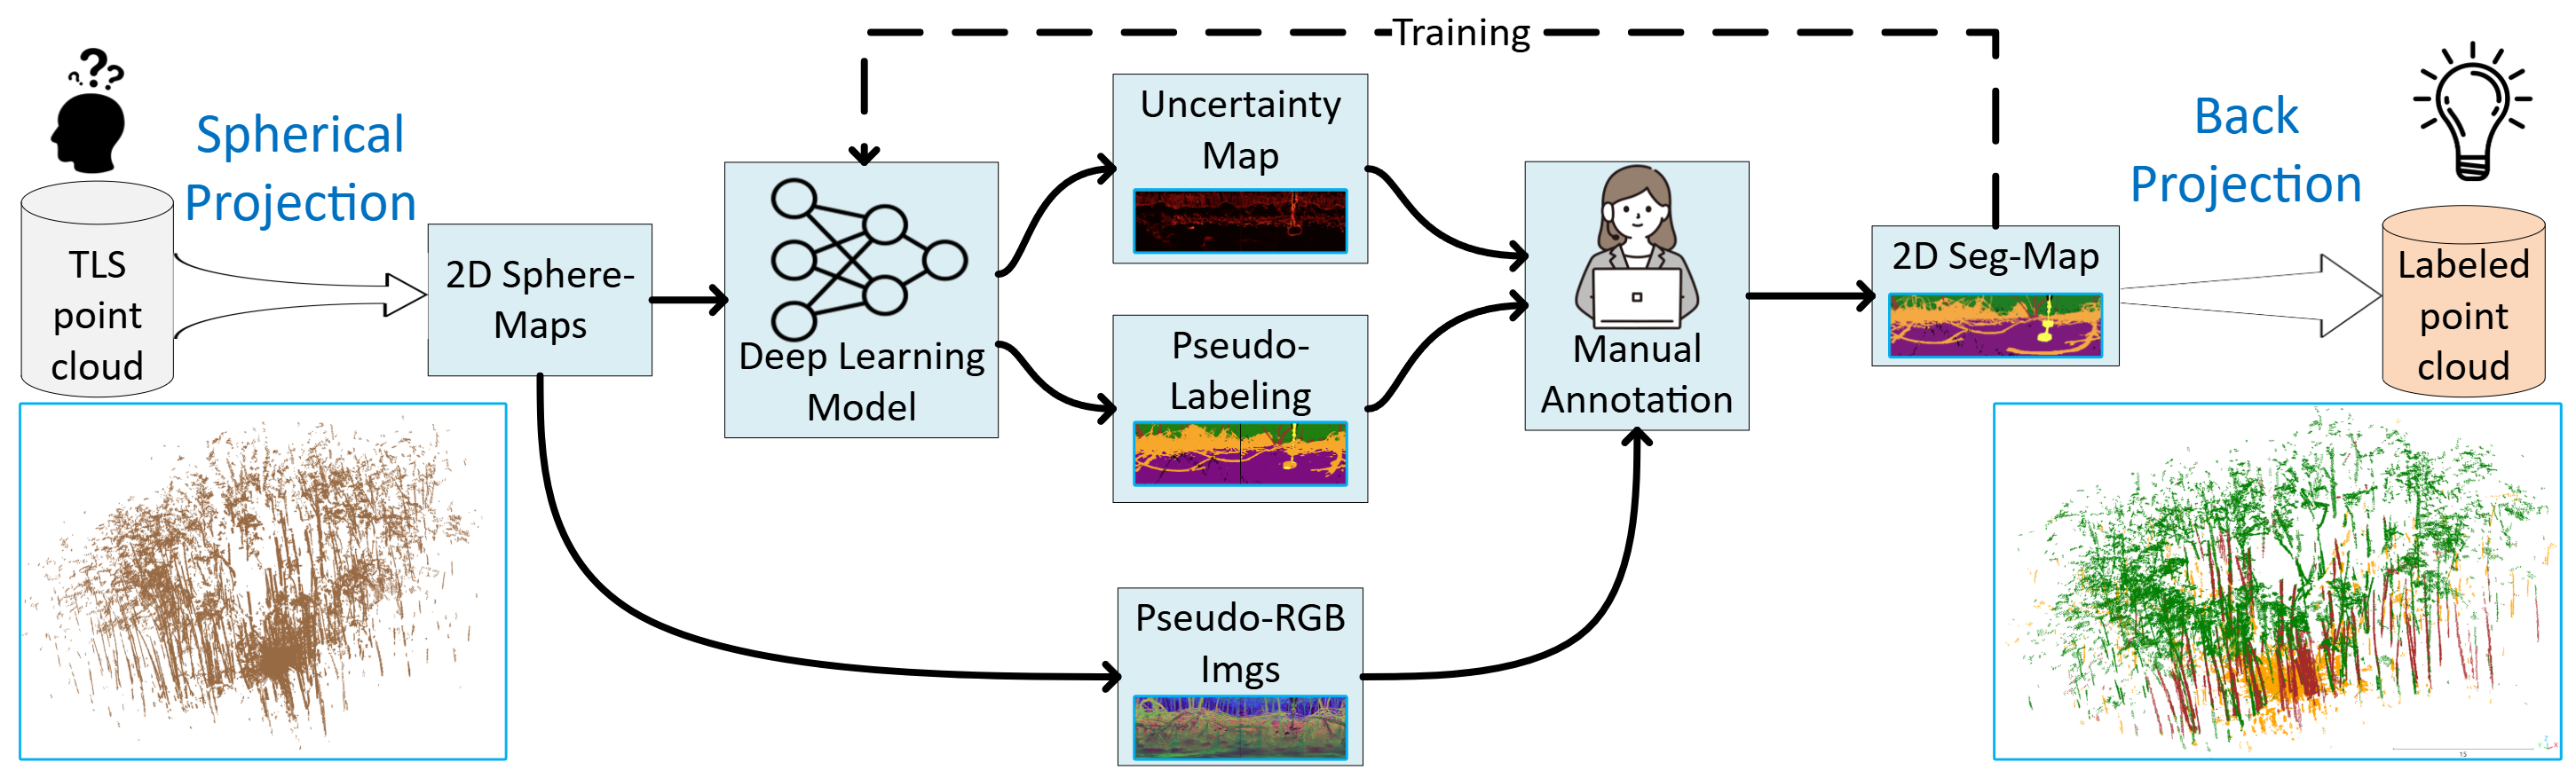 Training
? ? ?
Spherical
Projection
TLS
point
cloud
2D Sphere-
Maps
Deep Learning
Model
Uncertainty
Map
Pseudo-
Labeling
Pseudo-RGB
Imgs
Manual
Annotation
2D Seg-Map
Back
Projection
Labeled
point
cloud
15
Z
Y X